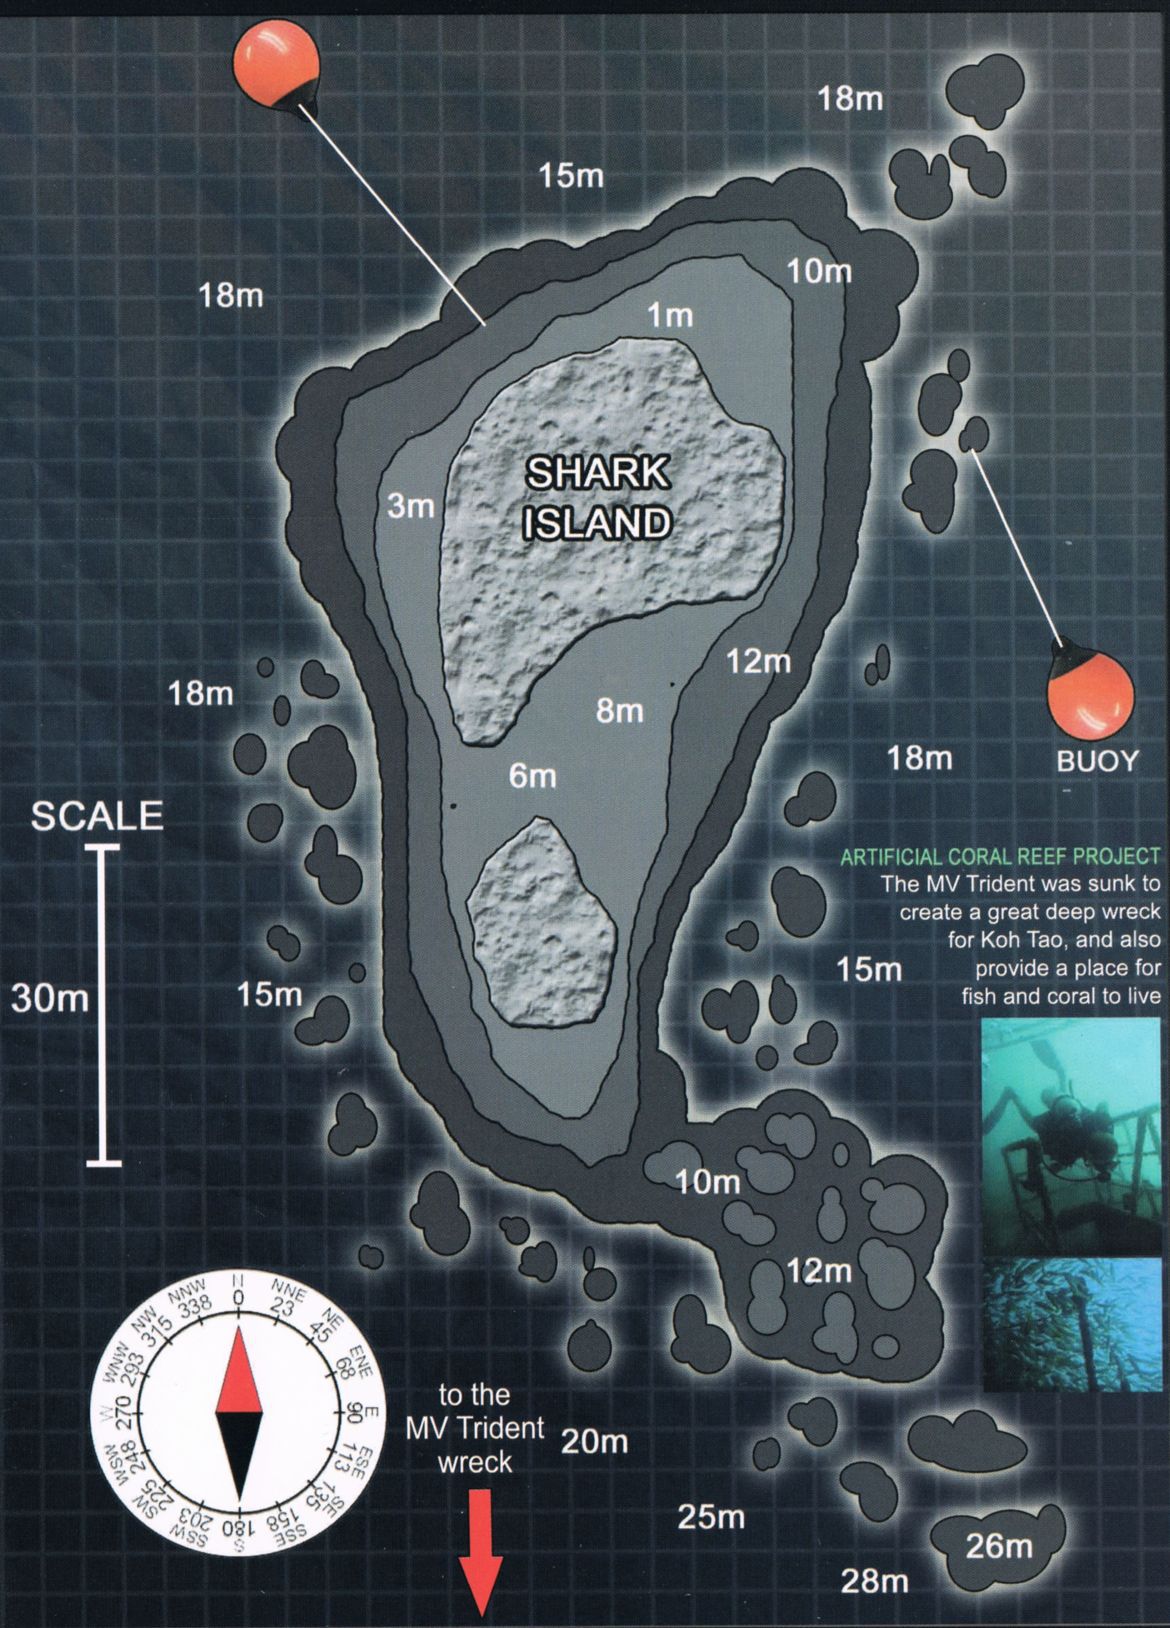 18m
15m
10m
18m
1m
SHARK
ISLAND
3m
12m
18m
8m
18m
BUOY
6m
SCALE
ARTIFICIAL CORAL REEF PROJECT
The MV Trident was sunk to
create a great deep wreck
for Koh Tao, and also
provide a place for
fish and coral to live
15m
15m
30m
10m
12m
N
0
NNE
23
NE
45
ENE
68
E
90
ESE
113
SE
135
SSE
158
S
180
SSW
203
SW
225
WSW
248
W
270
WNW
293
NW
315
NNW
338
to the
MV Trident
wreck
20m
25m
26m
28m